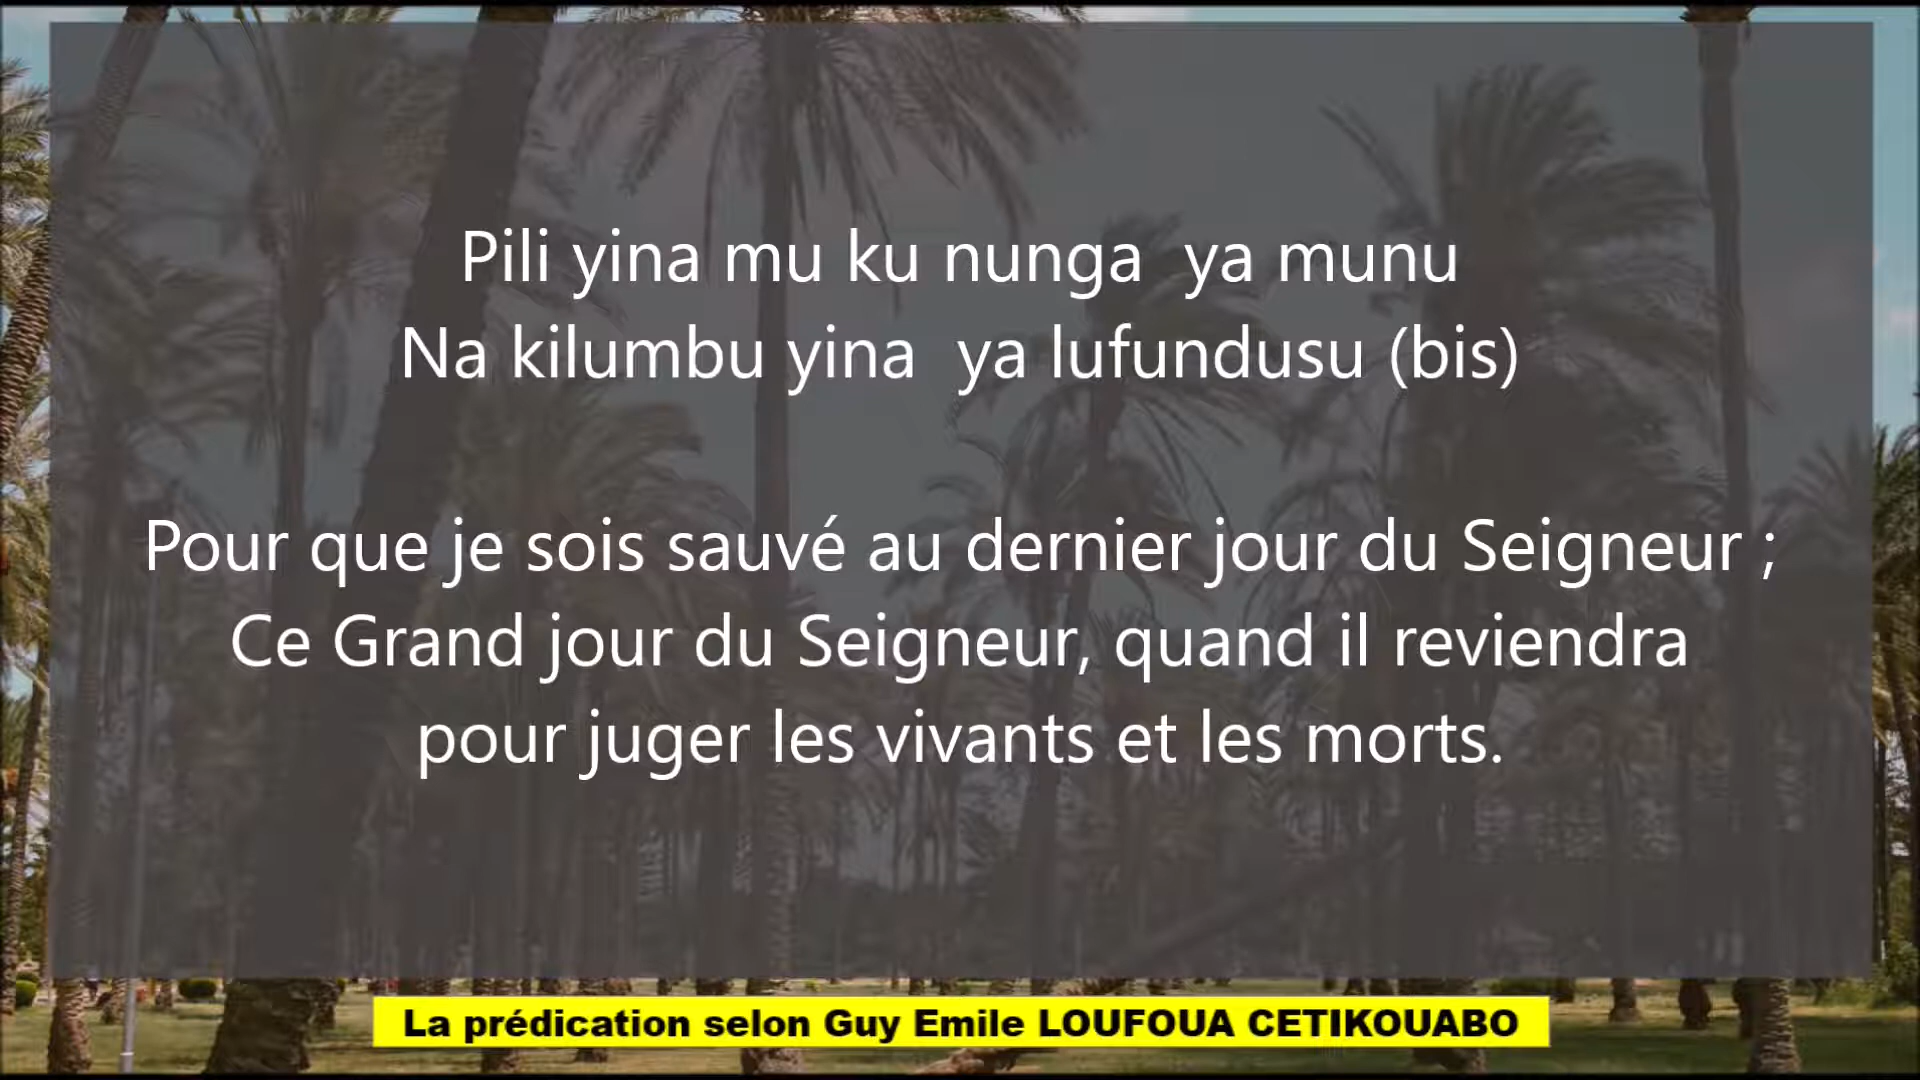 Pili yina mu ku nunga ya munu
Na kilumbu yina ya lufundusu (bis)
Pour que je sois sauvé au dernier jour du Seigneur ;
Ce Grand jour du Seigneur, quand il reviendra
pour juger les vivants et les morts.
La prédication selon Guy Emile LOUFOUA CETIKOUABO